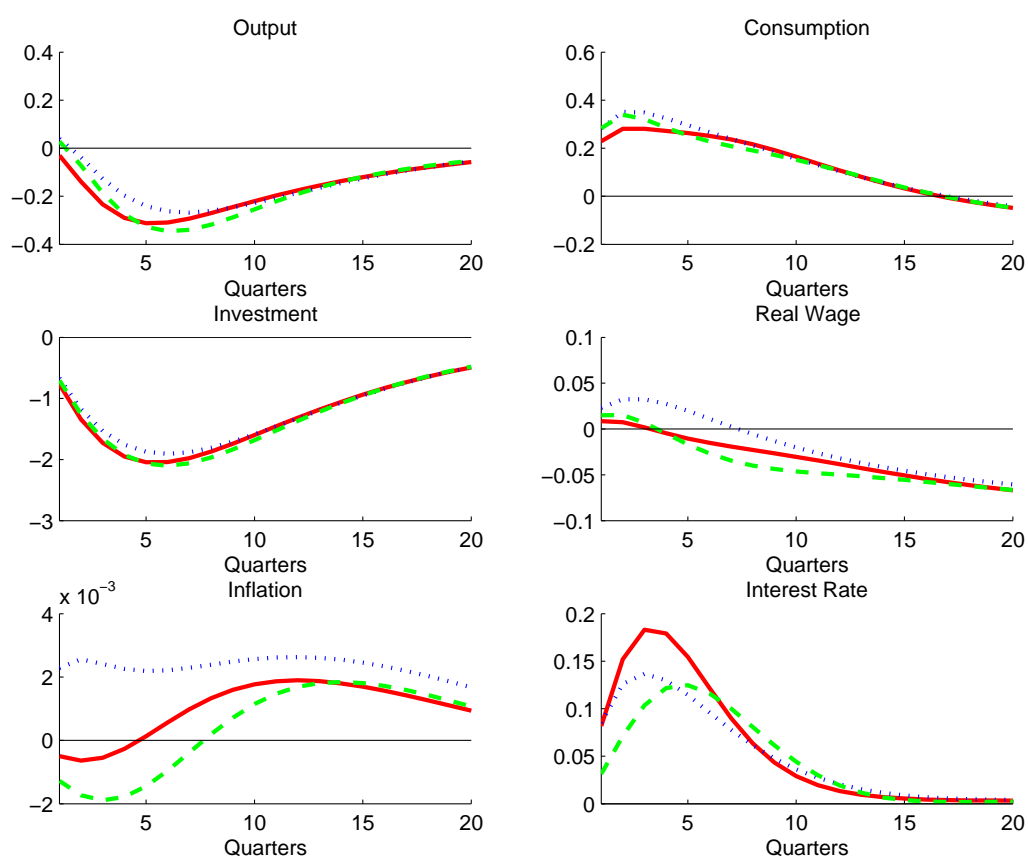 Output
0.4
0.2
0
−0.2
−0.4
5 10 15 20
Quarters
Consumption
0.6
0.4
0.2
0
−0.2
5 10 15 20
Quarters
Investment
0
−1
−2
−3
5 10 15 20
Quarters
Real Wage
0.1
0.05
0
−0.05
−0.1
5 10 15 20
Quarters
Inflation
x 10−3
4
2
0
−2
5 10 15 20
Quarters
Interest Rate
0.2
0.15
0.1
0.05
0
5 10 15 20
Quarters